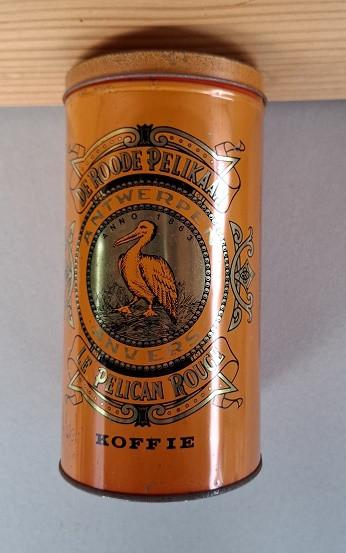 DE ROODE PELIKAAN
ANTWERPEN
ANNO 1863
ANVERS
LE PELICAN ROUGE
KOFFIE